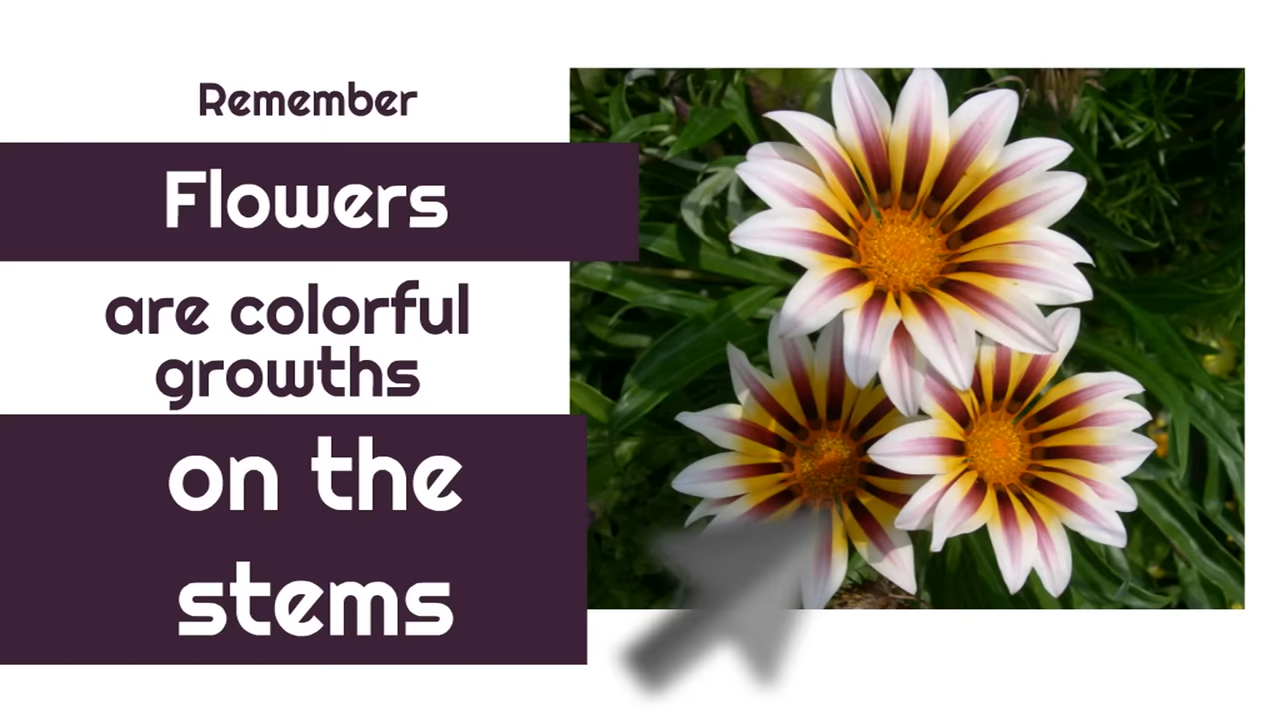 Remember
Flowers
are colorful
growths
on the
stems